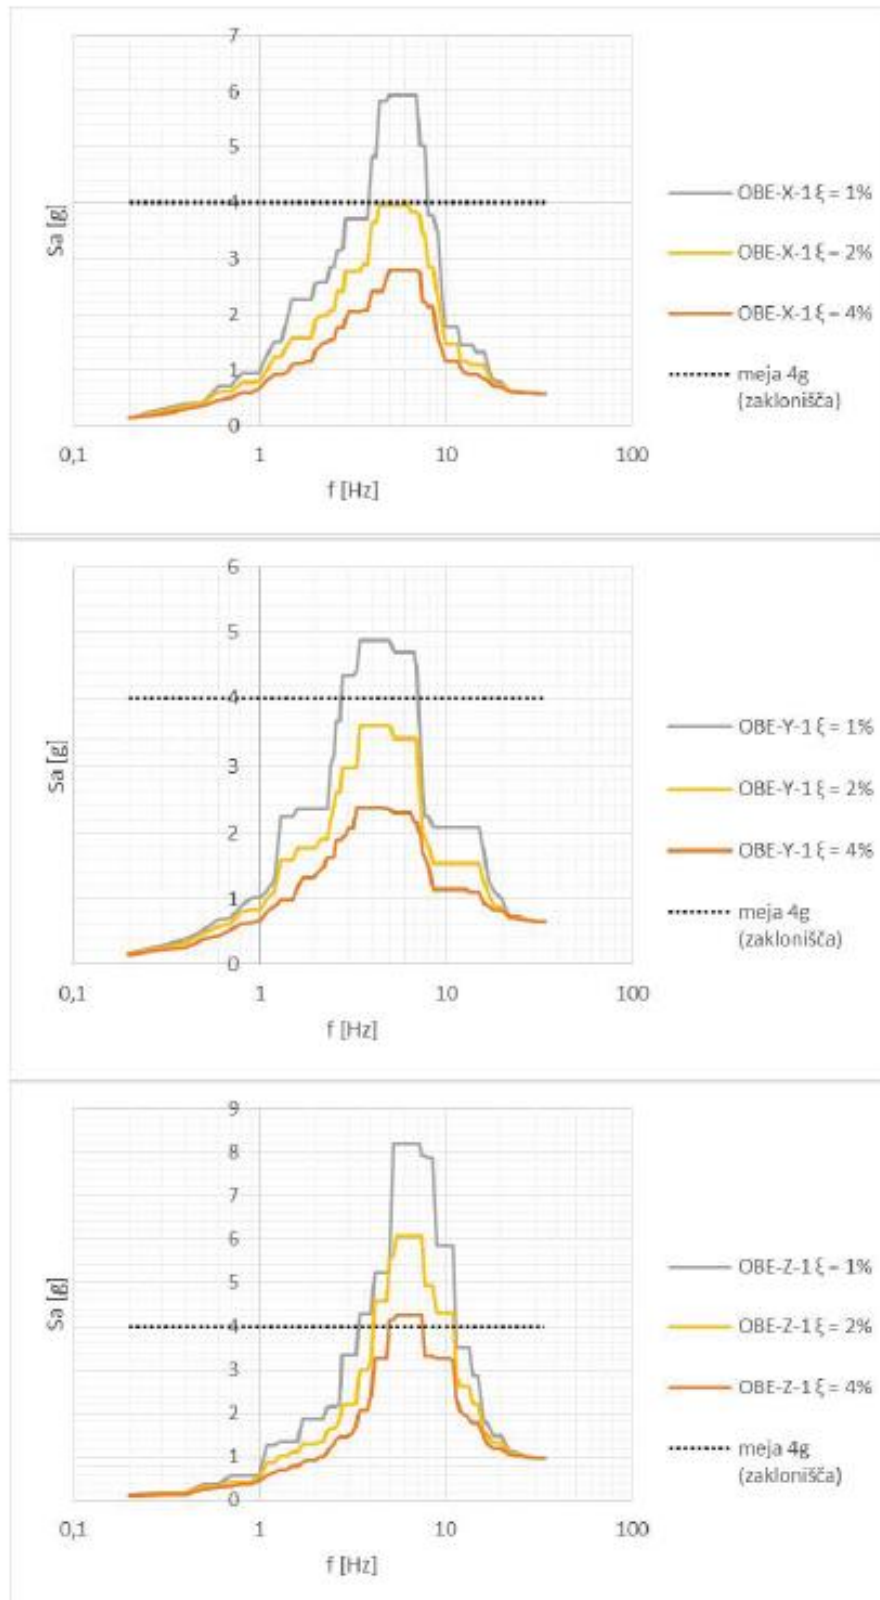 7
6
5
4
3
2
1
0
Sa [g]
0,1
1
10
100
f [Hz]
OBE-X-1 ξ = 1%
OBE-X-1 ξ = 2%
OBE-X-1 ξ = 4%
meja 4g
(zaklonišča)
6
5
4
3
2
1
0
Sa [g]
0,1
1
10
100
f [Hz]
OBE-Y-1 ξ = 1%
OBE-Y-1 ξ = 2%
OBE-Y-1 ξ = 4%
meja 4g
(zaklonišča)
9
8
7
6
5
4
3
2
1
0
Sa [g]
0,1
1
10
100
f [Hz]
OBE-Z-1 ξ = 1%
OBE-Z-1 ξ = 2%
OBE-Z-1 ξ = 4%
meja 4g
(zaklonišča)